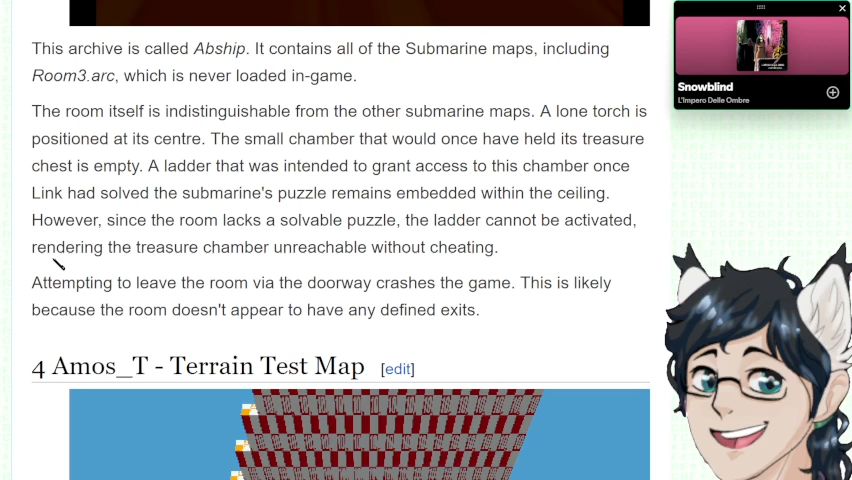 This archive is called Abship. It contains all of the Submarine maps, including
Room3.arc, which is never loaded in-game.
The room itself is indistinguishable from the other submarine maps. A lone torch is
positioned at its centre. The small chamber that would once have held its treasure
chest is empty. A ladder that was intended to grant access to this chamber once
Link had solved the submarine's puzzle remains embedded within the ceiling.
However, since the room lacks a solvable puzzle, the ladder cannot be activated,
rendering the treasure chamber unreachable without cheating.
Attempting to leave the room via the doorway crashes the game. This is likely
because the room doesn't appear to have any defined exits.
4 Amos_T - Terrain Test Map [edit]
Snowblind
L'Impero Delle Ombre